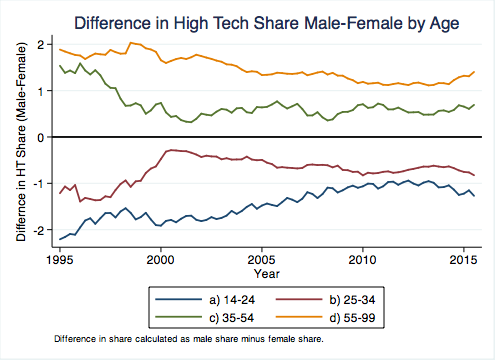 Difference in High Tech Share Male-Female by Age
Differnce in HT Share (Male-Female)
2
1
0
-1
-2
1995
2000
2005
2010
2015
Year
a) 14-24
b) 25-34
c) 35-54
d) 55-99
Difference in share calculated as male share minus female share.